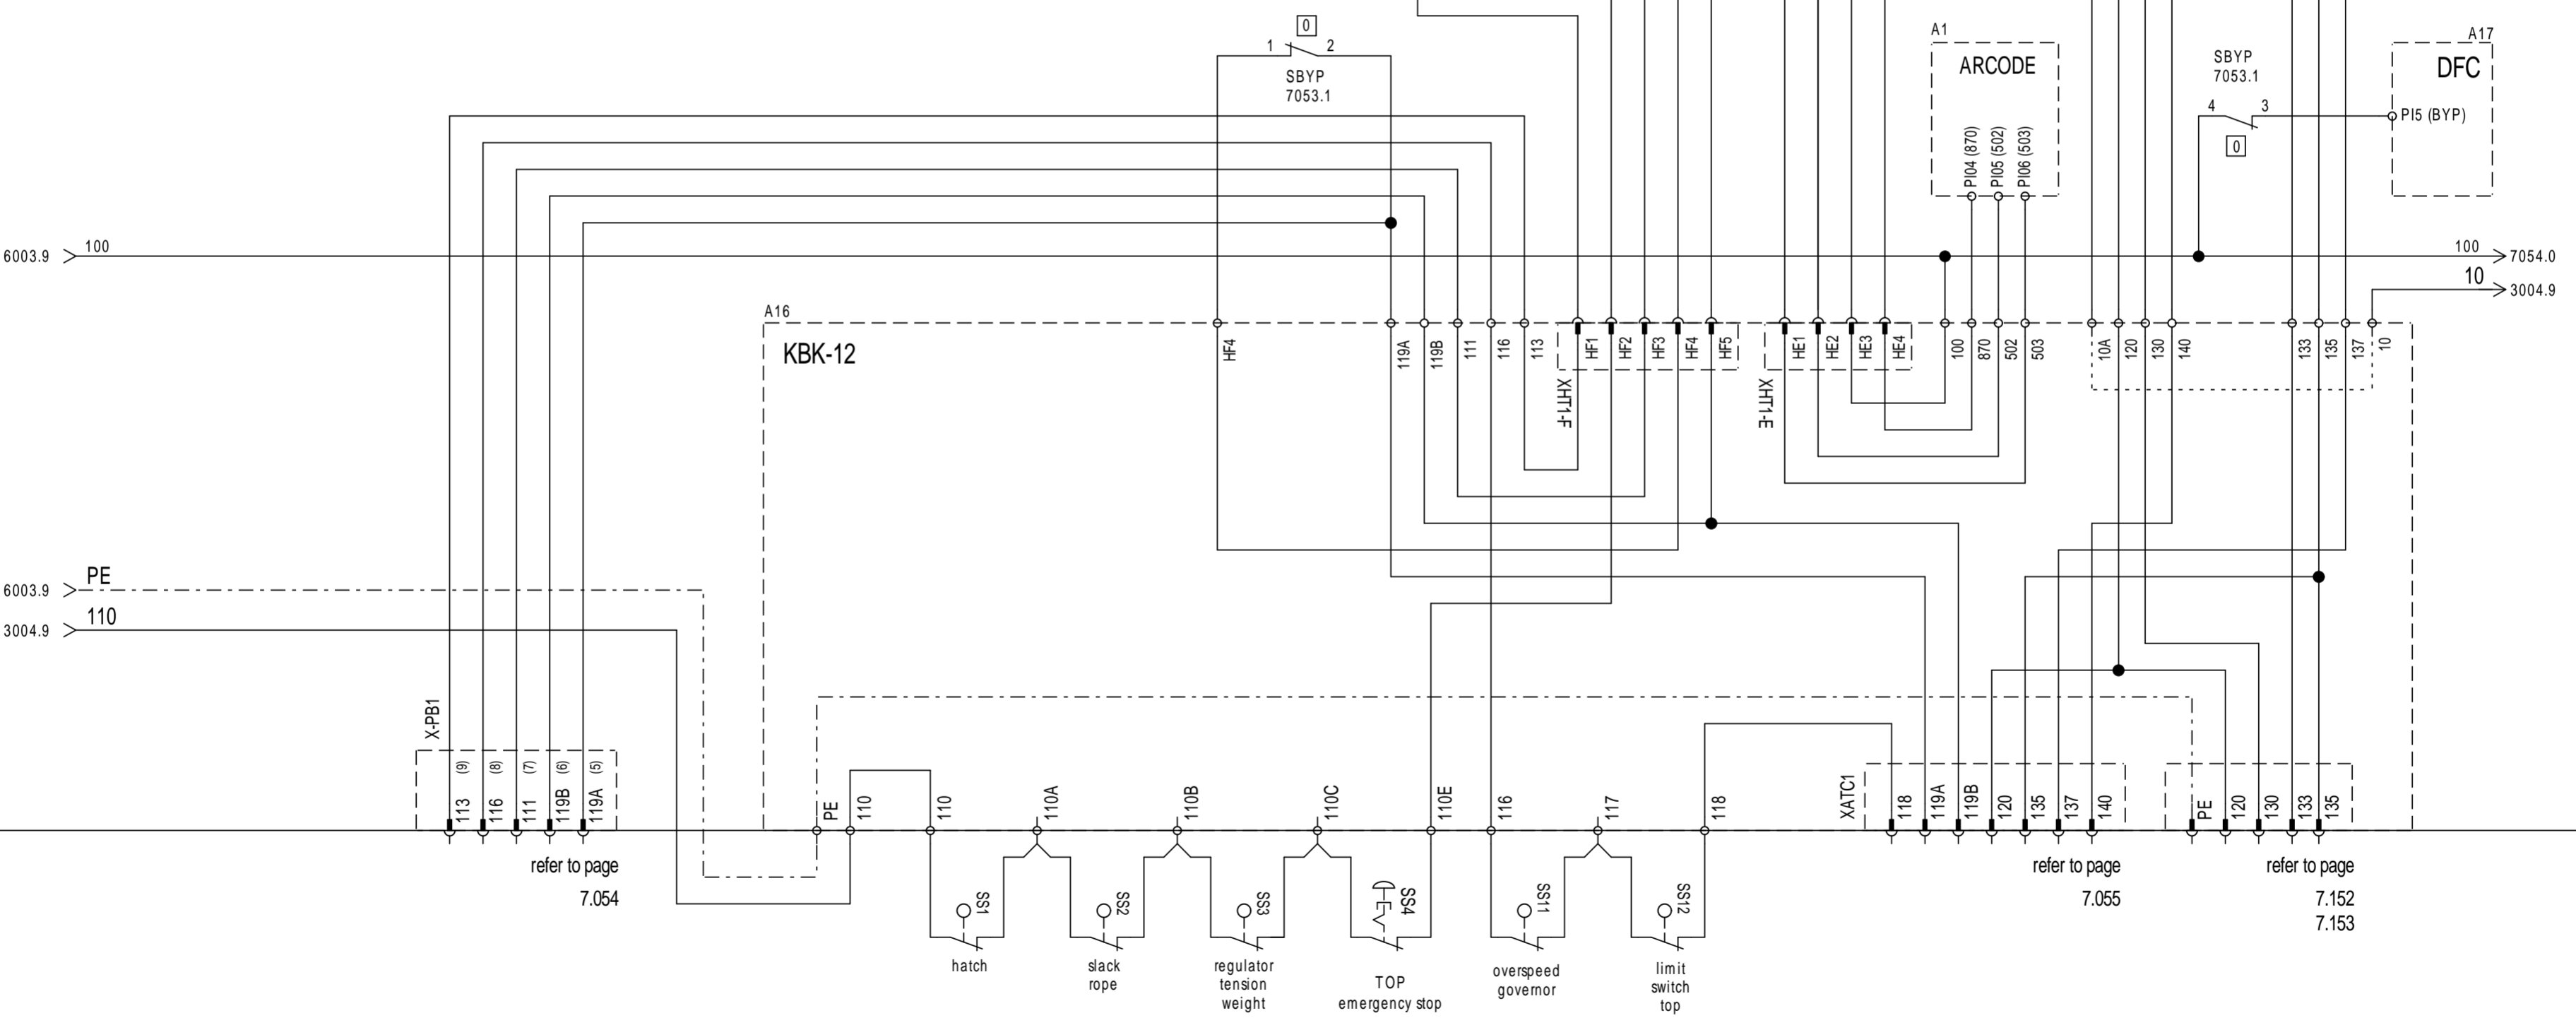 0
1 2
SBYP
7053.1
A1
ARCODE
PI04 (870)
PI05 (502)
PI06 (503)
SBYP
7053.1
4 3
0
A17
DFC
PI5 (BYP)
6003.9 100
100 7054.0
10 3004.9
A16
KBK-12
HF4
119A
119B
111
116
113
HF1
HF2
HF3
HF4
HF5
XHT1-F
HE1
HE2
HE3
HE4
XHT1-E
100
870
502
503
10A
120
130
140
133
135
137
10
6003.9 PE
3004.9 110
X-PB1
113 (9)
116 (8)
111 (7)
119B (6)
119A (5)
refer to page
7.054
PE
110
110
110A
110B
110C
110E
116
117
118
XATC1
118
119A
119B
120
135
137
140
refer to page
7.055
PE
120
130
133
135
refer to page
7.152
7.153
SS1
hatch
SS2
slack
rope
SS3
regulator
tension
weight
SS4
TOP
emergency stop
SS11
overspeed
governor
SS12
limit
switch
top